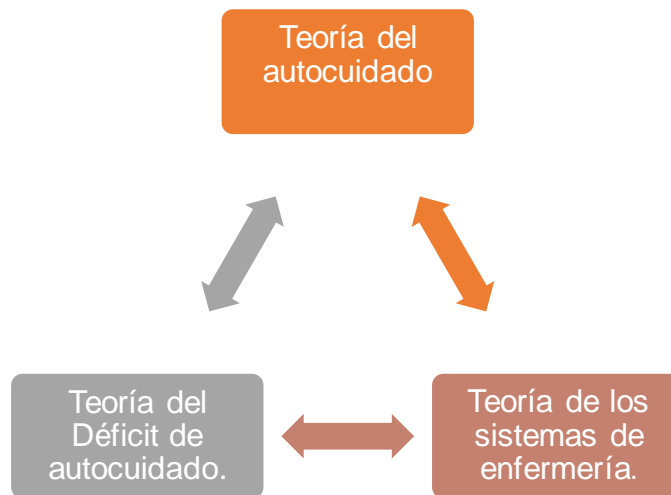 Teoría del
autocuidado
Teoría del
Déficit de
autocuidado.
Teoría de los
sistemas de
enfermería.